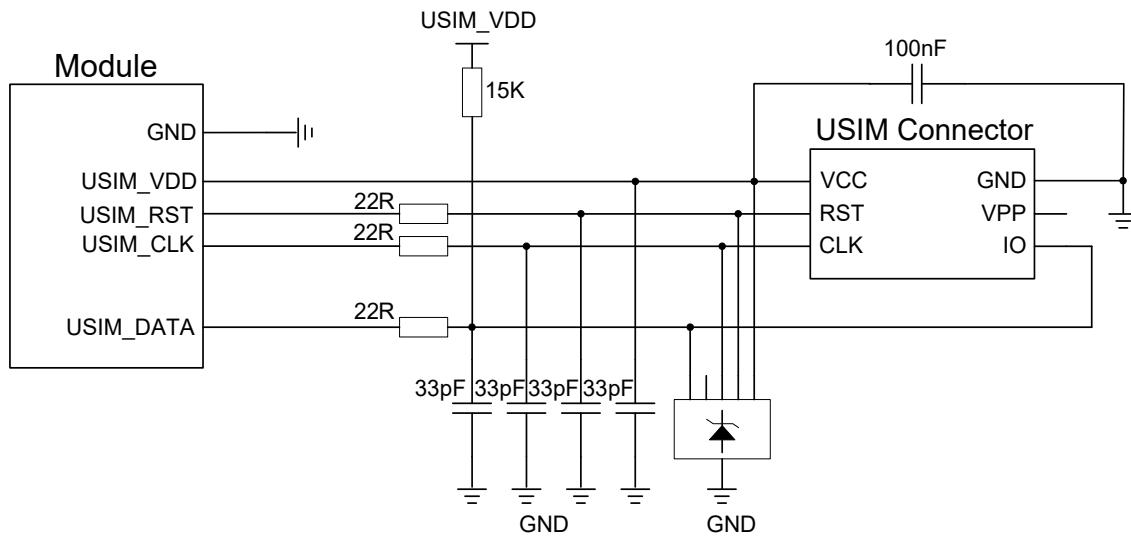 USIM_VDD
100nF
Module
15K
USIM Connector
GND
USIM_VDD
VCC
GND
USIM_RST
22R
RST
VPP
USIM_CLK
22R
CLK
IO
USIM_DATA
22R
33pF 33pF 33pF 33pF
GND
GND